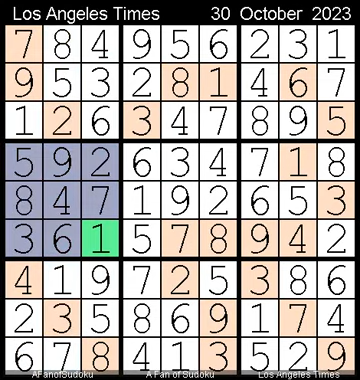 Los Angeles Times 30 October 2023
7 8 4 9 5 6 2 3 1
9 5 3 2 8 1 4 6 7
1 2 6 3 4 7 8 9 5
5 9 2 6 3 4 7 1 8
8 4 7 1 9 2 6 5 3
3 6 1 5 7 8 9 4 2
4 1 9 7 2 5 3 8 6
2 3 5 8 6 9 1 7 4
6 7 8 4 1 3 5 2 9
AFanofSudoku A Fan of Sudoku Los Angeles Times